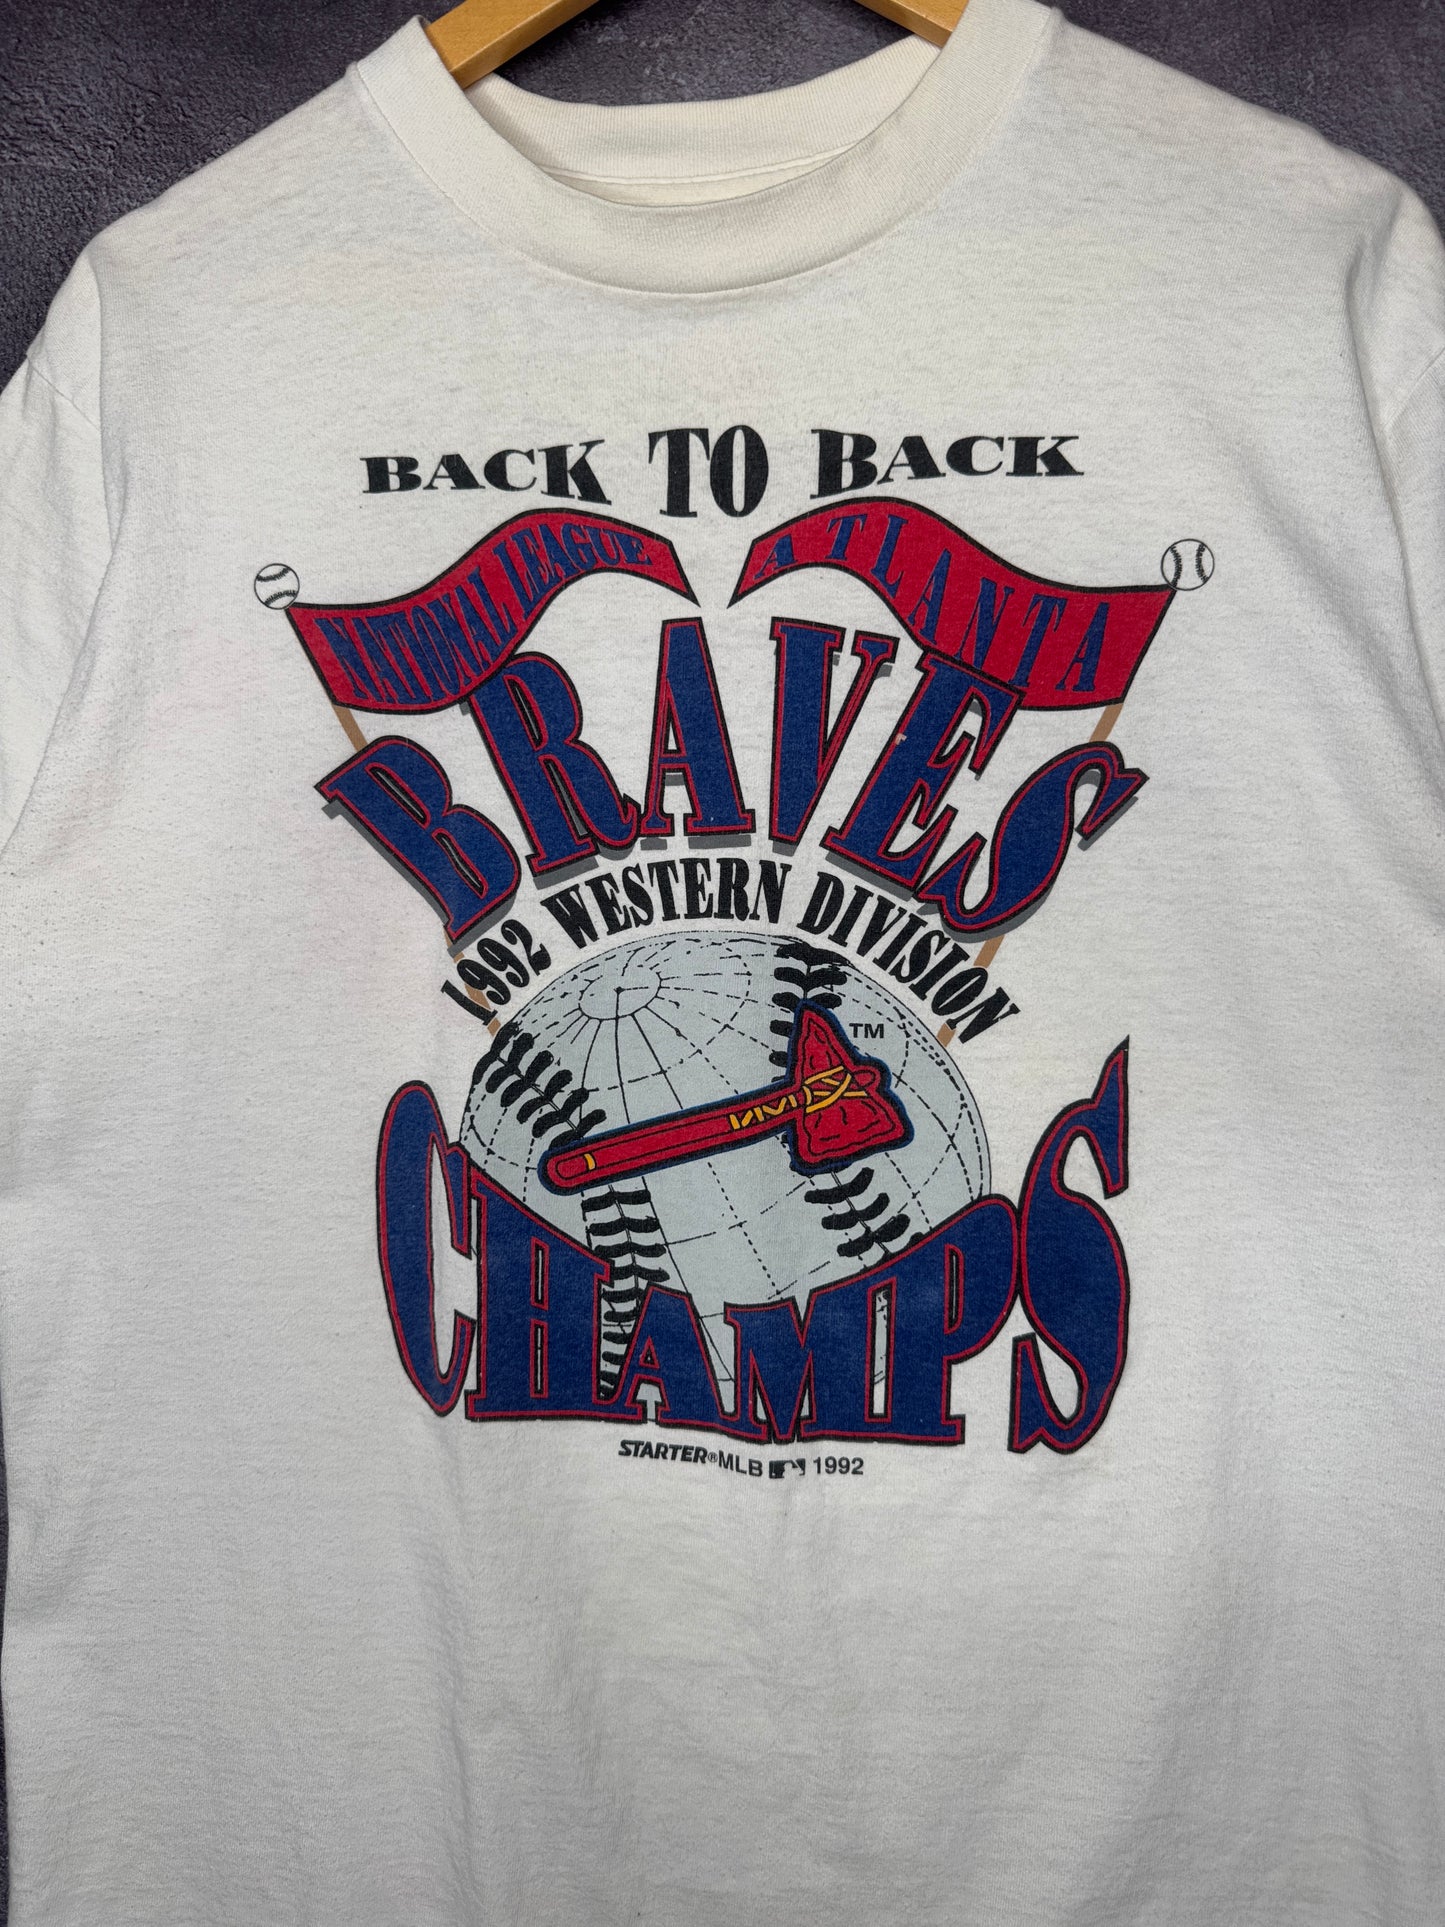 BACK TO BACK
NATIONAL LEAGUE
ATLANTA
BRAVES
1992 WESTERN DIVISION
TM
CHAMPS
STARTER® MLB 1992